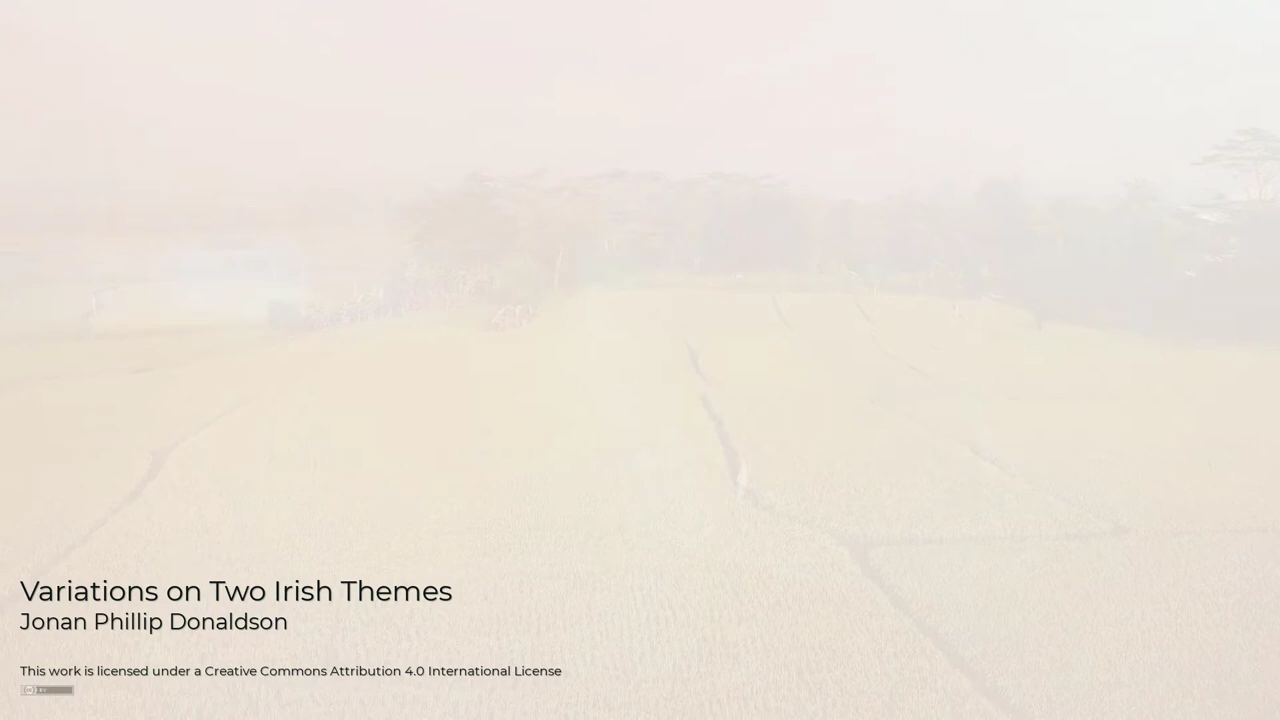 Variations on Two Irish Themes
Jonan Phillip Donaldson
This work is licensed under a Creative Commons Attribution 4.0 International License